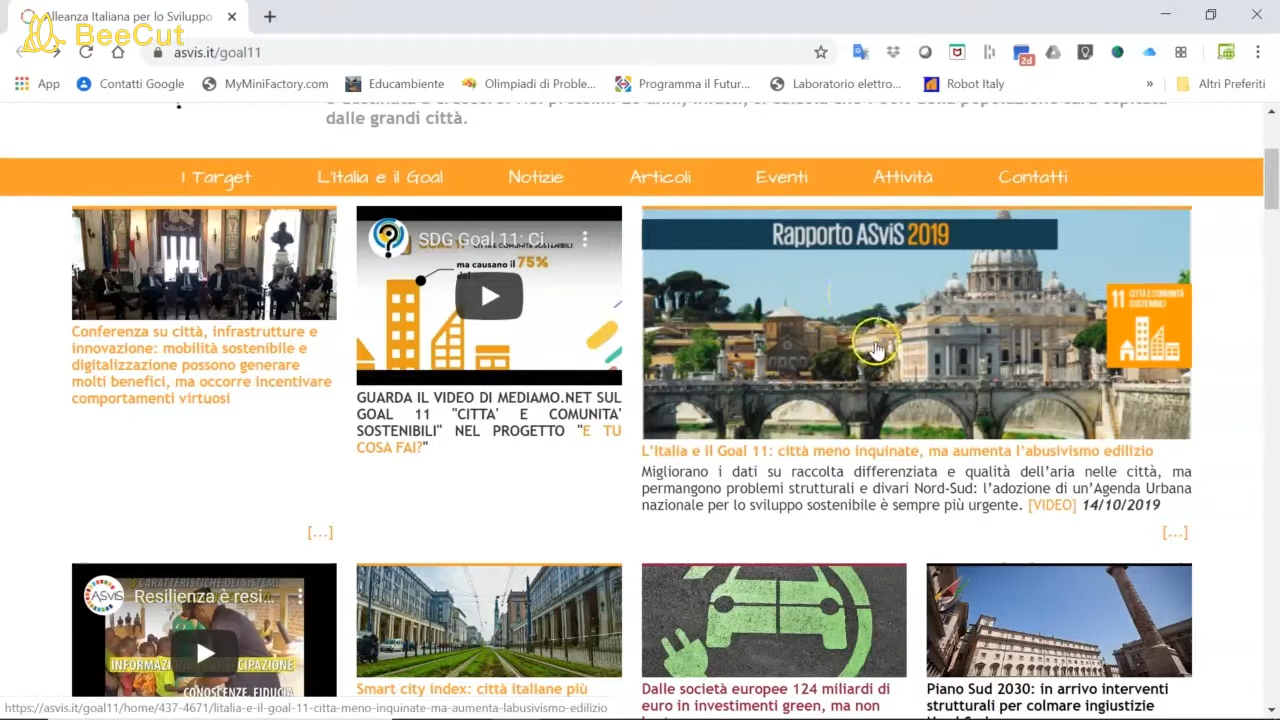 Alleanza Italiana per lo Sviluppo
BeeCut
asvis.it/goal11
2d
App
Contatti Google
MyMiniFactory.com
Educambiente
Olimpiadi di Proble...
Programma il Futur...
Laboratorio elettro...
Robot Italy
»
Altri Preferiti
dalle grandi città.
I Target
L'Italia e il Goal
Notizie
Articoli
Eventi
Attività
Contatti
Conferenza su città, infrastrutture e
innovazione: mobilità sostenibile e
digitalizzazione possono generare
molti benefici, ma occorre incentivare
comportamenti virtuosi
[...]
SDG Goal 11: Ci...
ma causano il 75%
GUARDA IL VIDEO DI MEDIAMO.NET SUL
GOAL 11 "CITTA' E COMUNITA'
SOSTENIBILI" NEL PROGETTO "E TU
COSA FAI?"
Rapporto ASviS 2019
11 CITTÀ E COMUNITÀ
SOSTENIBILI
L'Italia e il Goal 11: città meno inquinate, ma aumenta l'abusivismo edilizio
Migliorano i dati su raccolta differenziata e qualità dell'aria nelle città, ma
permangono problemi strutturali e divari Nord-Sud: l'adozione di un'Agenda Urbana
nazionale per lo sviluppo sostenibile è sempre più urgente. [VIDEO] 14/10/2019
[...]
ASviS
Resilienza è resi...
CONOSCENZE, FIDUCIA
Smart city index: città italiane più
Dalle società europee 124 miliardi di
euro in investimenti green, ma non
Piano Sud 2030: in arrivo interventi
strutturali per colmare ingiustizie
https://asvis.it/goal11/home/437-4671/litalia-e-il-goal-11-citta-meno-inquinate-ma-aumenta-labusivismo-edilizio